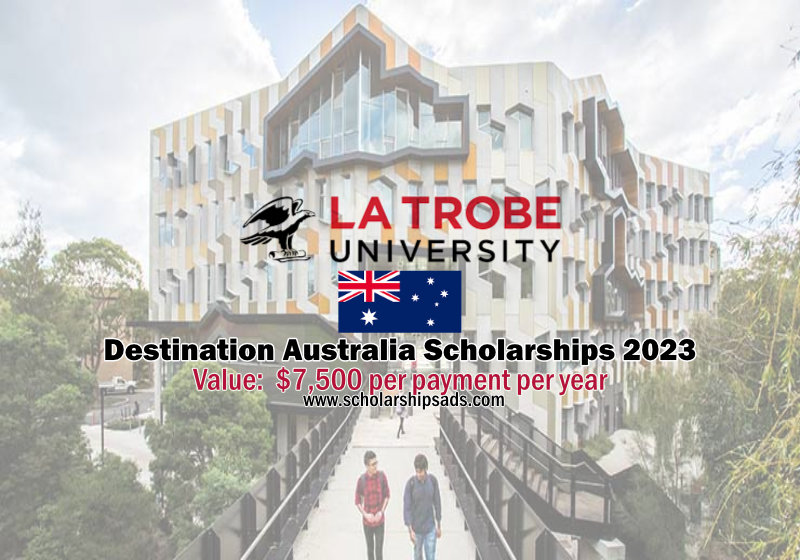 LA TROBE
UNIVERSITY
Destination Australia Scholarships 2023
Value: $7,500 per payment per year
www.scholarshipsads.com